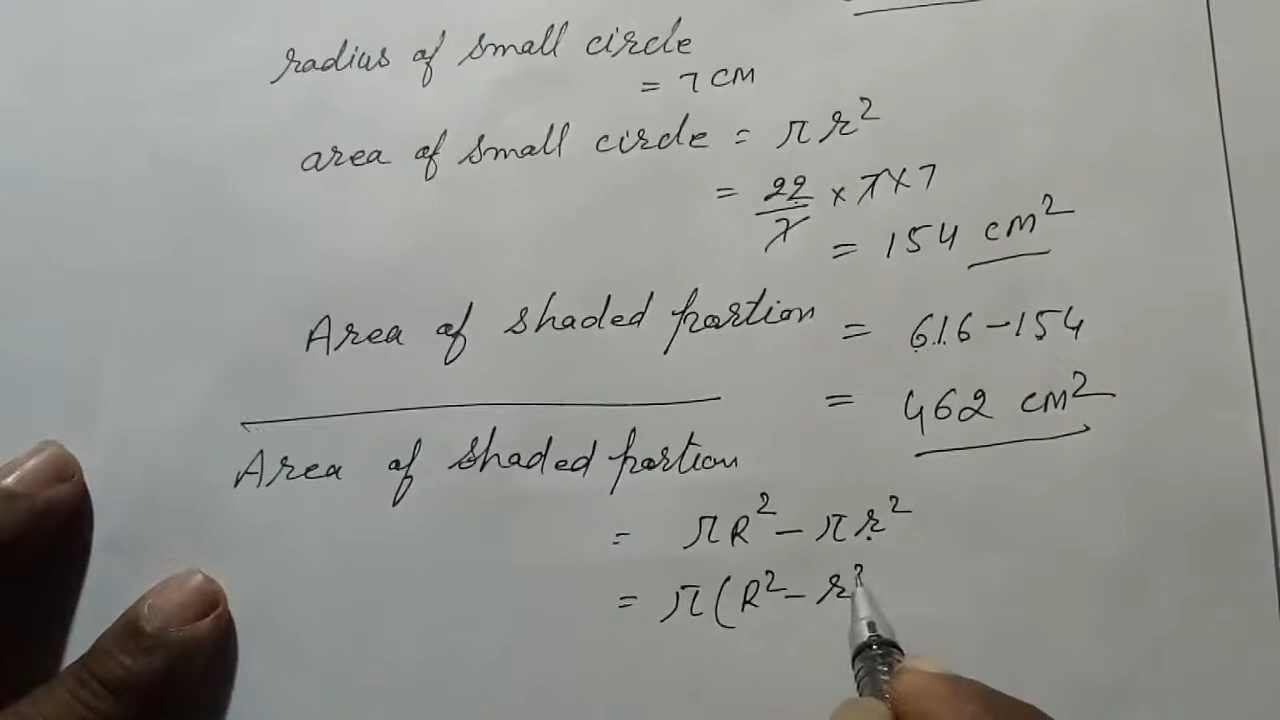 radius of small circle
= 7 CM
area of small circle = πr²
= 22/7 × 7 × 7
= 154 cm²
Area of shaded portion = 616 - 154
= 462 cm²
Area of shaded portion
= πR² - πr²
= π(R² - r²